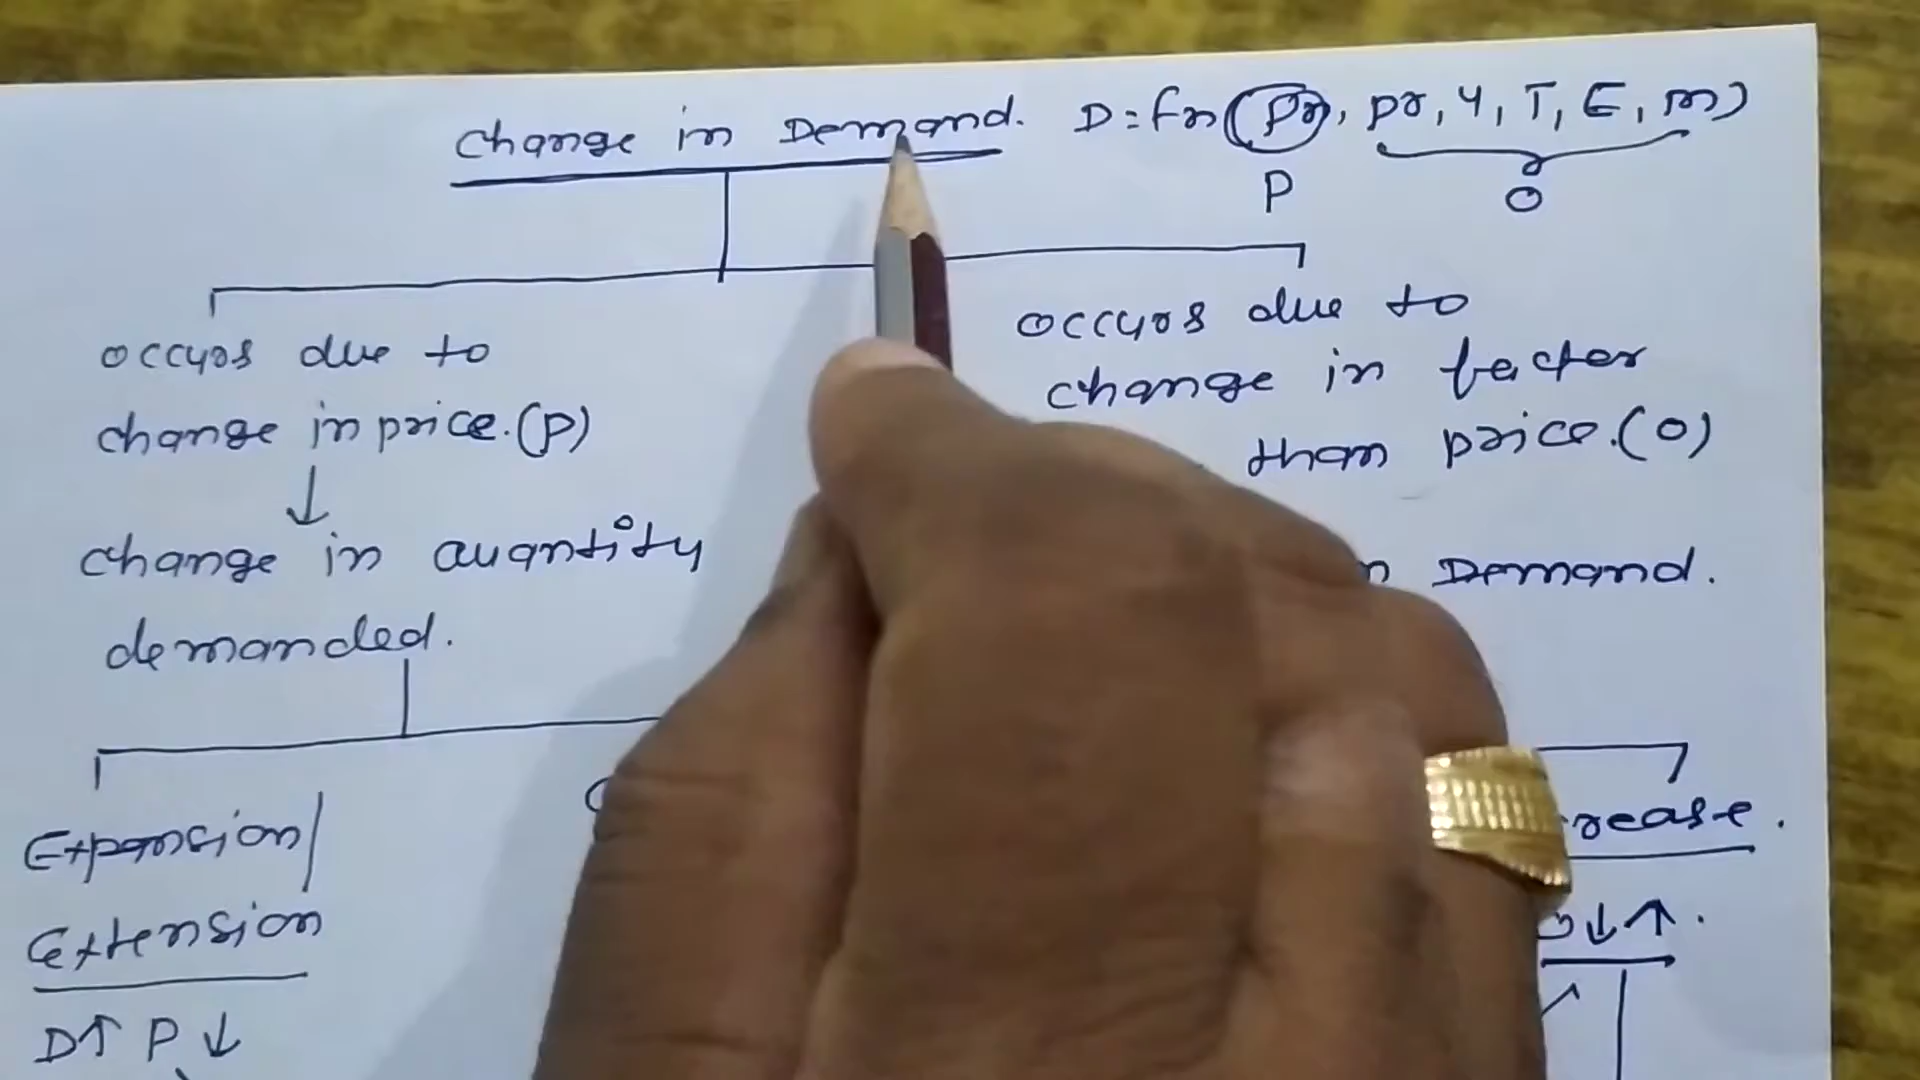 Change in Demand. D = fn (Pn, pr, Y, T, E, m)
P
O
occurs due to
change in price. (P)
change in quantity
demanded.
occurs due to
change in factor
than price. (O)
Demand.
Expansion/
Extension
D↑ P↓
↓↑.